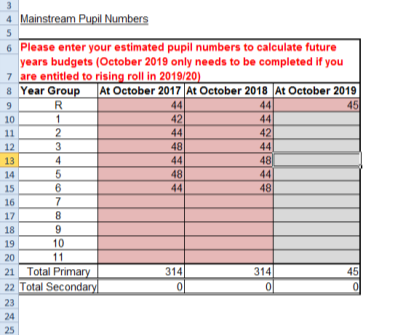 3
4 Mainstream Pupil Numbers
5
6 Please enter your estimated pupil numbers to calculate future
years budgets (October 2019 only needs to be completed if you
7 are entitled to rising roll in 2019/20)
8 Year Group At October 2017 At October 2018 At October 2019
9 R 44 44 45
10 1 42 44
11 2 44 42
12 3 48 44
13 4 44 48
14 5 48 44
15 6 44 48
16 7
17 8
18 9
19 10
20 11
21 Total Primary 314 314 45
22 Total Secondary 0 0 0
23
24
25